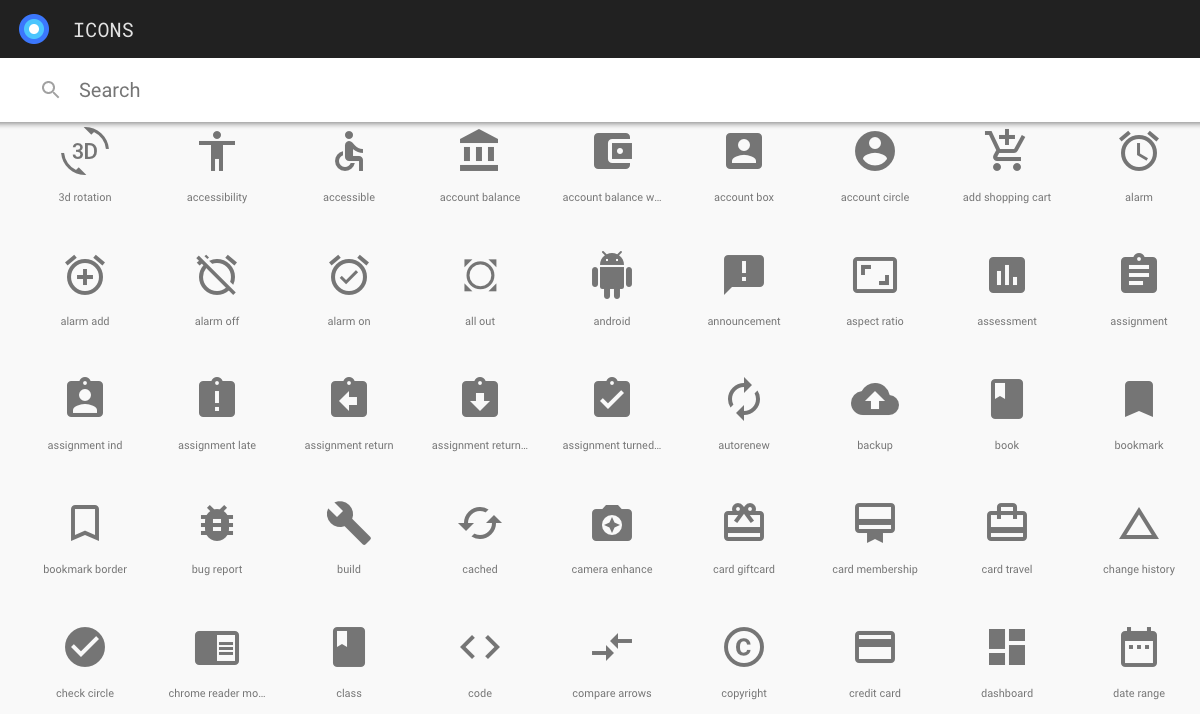 ICONS
Search
3D
3d rotation accessibility accessible account balance account balance w... account box account circle add shopping cart alarm
alarm add alarm off alarm on all out android announcement aspect ratio assessment assignment
assignment ind assignment late assignment return assignment return... assignment turned... autorenew backup book bookmark
bookmark border bug report build cached camera enhance card giftcard card membership card travel change history
C
check circle chrome reader mo... class code compare arrows copyright credit card dashboard date range